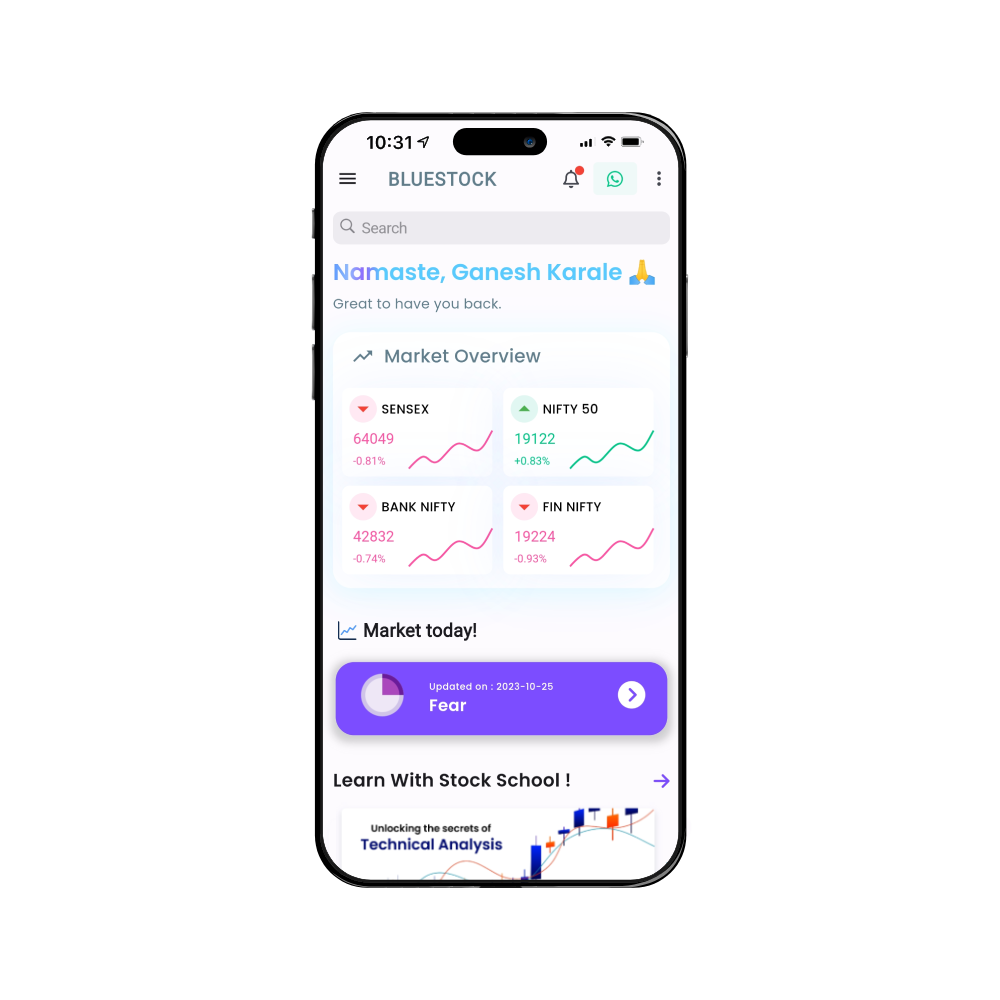 10:31
BLUESTOCK
Search
Namaste, Ganesh Karale 🙏
Great to have you back.
Market Overview
SENSEX
64049
-0.81%
NIFTY 50
19122
+0.83%
BANK NIFTY
42832
-0.74%
FIN NIFTY
19224
-0.93%
Market today!
Updated on : 2023-10-25
Fear
Learn With Stock School !
Unlocking the secrets of
Technical Analysis